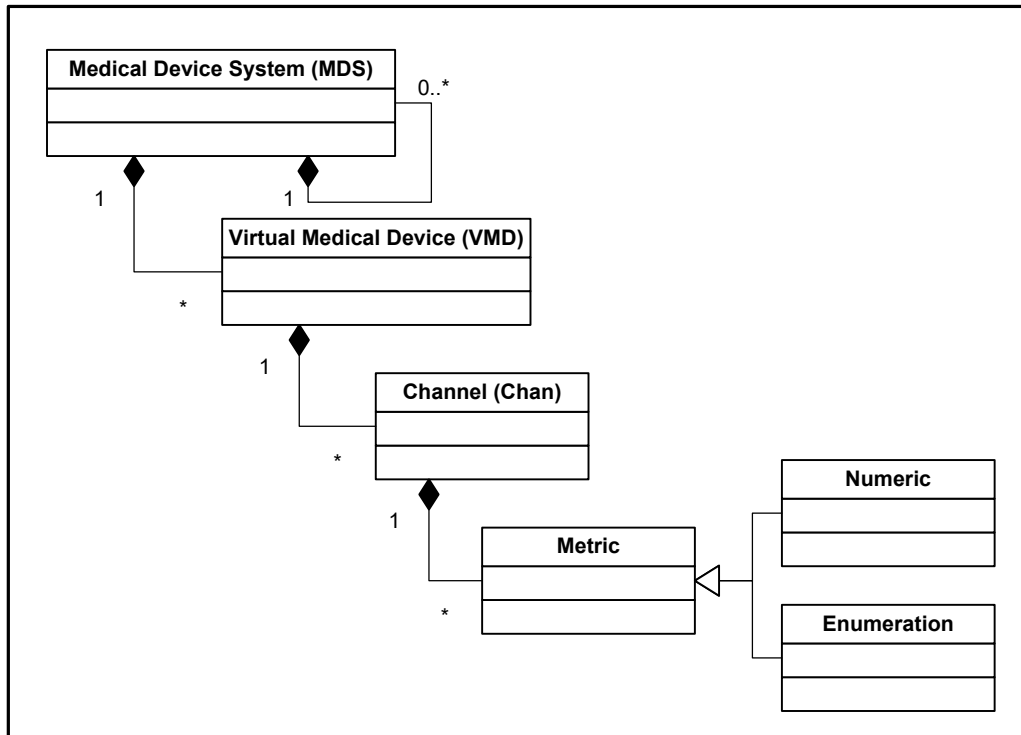 Medical Device System (MDS)
0..*
1
1
Virtual Medical Device (VMD)
*
1
Channel (Chan)
*
1
Numeric
Metric
*
Enumeration